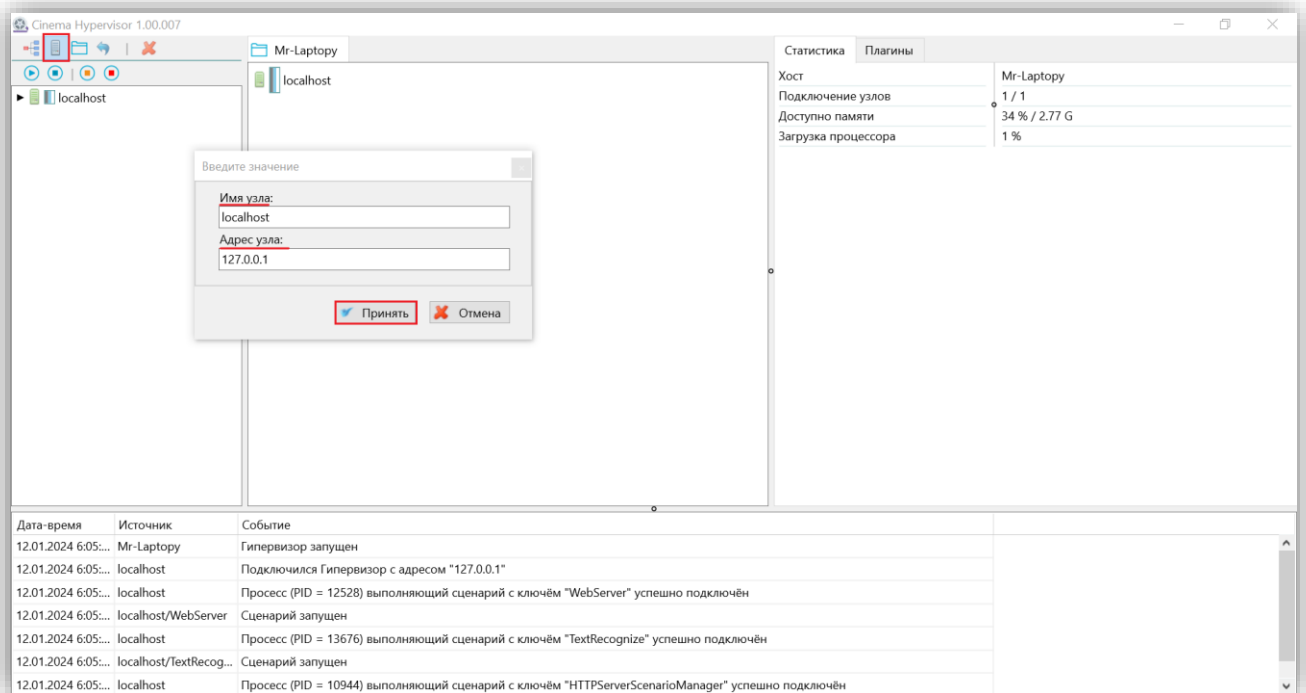 Cinema Hypervisor 1.00.007
Mr-Laptopy
Статистика Плагины
localhost
localhost
Хост Mr-Laptopy
Подключение узлов 1 / 1
Доступно памяти 34 % / 2.77 G
Загрузка процессора 1 %
Введите значение
Имя узла:
localhost
Адрес узла:
127.0.0.1
Принять Отмена
Дата-время Источник Событие
12.01.2024 6:05:... Mr-Laptopy Гипервизор запущен
12.01.2024 6:05:... localhost Подключился Гипервизор с адресом "127.0.0.1"
12.01.2024 6:05:... localhost Просесс (PID = 12528) выполняющий сценарий с ключём "WebServer" успешно подключён
12.01.2024 6:05:... localhost/WebServer Сценарий запущен
12.01.2024 6:05:... localhost Просесс (PID = 13676) выполняющий сценарий с ключём "TextRecognize" успешно подключён
12.01.2024 6:05:... localhost/TextRecog... Сценарий запущен
12.01.2024 6:05:... localhost Просесс (PID = 10944) выполняющий сценарий с ключём "HTTPServerScenarioManager" успешно подключён